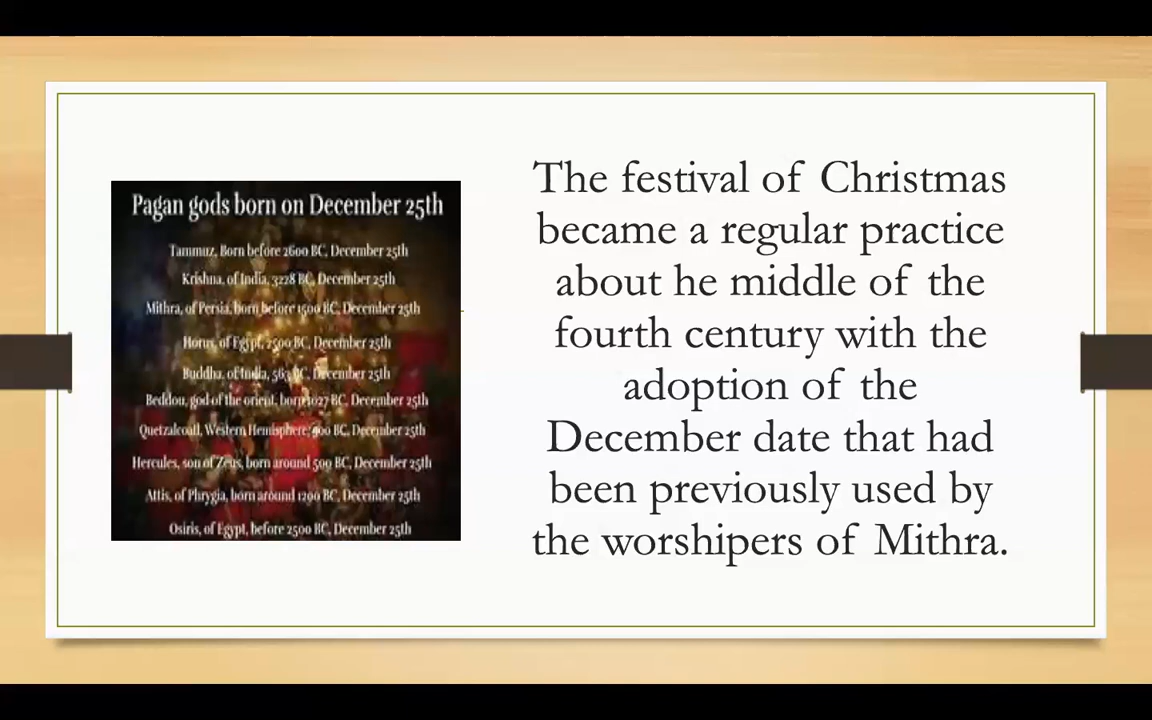 Pagan gods born on December 25th
Tammuz, Born before 2600 BC, December 25th
Krishna, of India, 3228 BC, December 25th
Mithra, of Persia, born before 1500 BC, December 25th
Horus, of Egypt, 2500 BC, December 25th
Buddha, of India, 563 BC, December 25th
Beddou, god of the orient, born 1027 BC, December 25th
Quetzalcoatl, Western Hemisphere, 900 BC, December 25th
Hercules, son of Zeus, born around 500 BC, December 25th
Attis, of Phrygia, born around 1200 BC, December 25th
Osiris, of Egypt, before 2500 BC, December 25th
The festival of Christmas
became a regular practice
about he middle of the
fourth century with the
adoption of the
December date that had
been previously used by
the worshipers of Mithra.